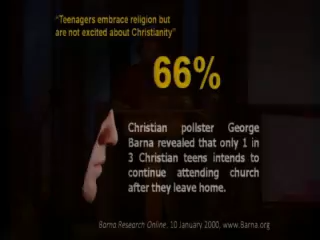 "Teenagers embrace religion but
are not excited about Christianity"
66%
Christian pollster George
Barna revealed that only 1 in
3 Christian teens intends to
continue attending church
after they leave home.
Barna Research Online. 10 January 2000, www.Barna.org